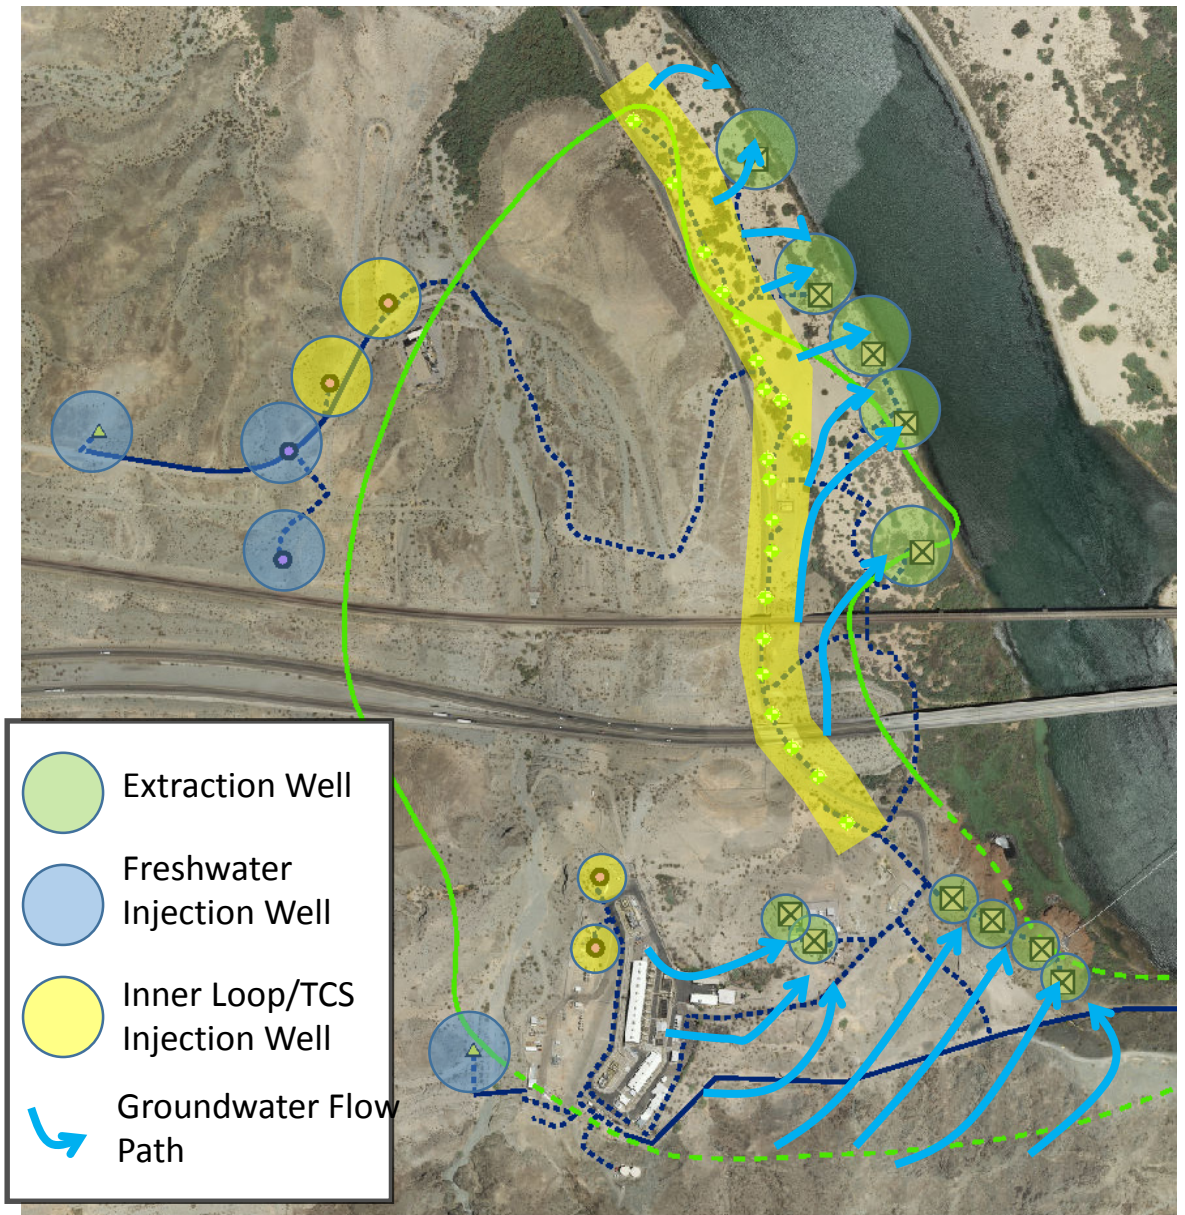 Extraction Well
Freshwater
Injection Well
Inner Loop/TCS
Injection Well
Groundwater Flow
Path